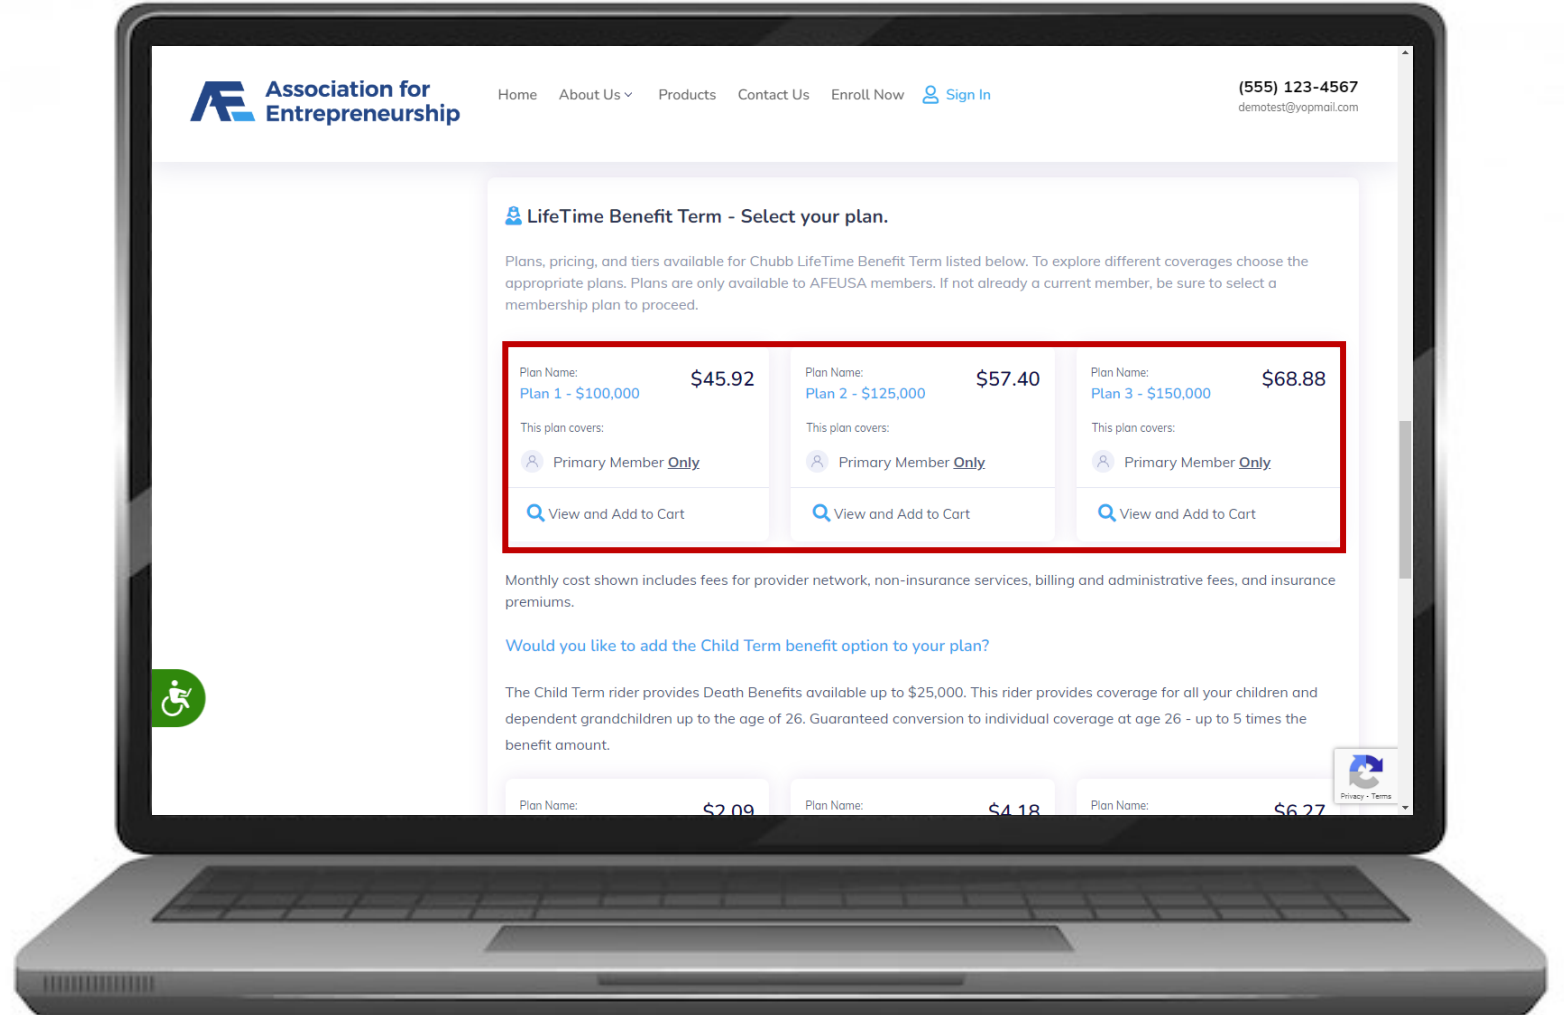 Association for
Entrepreneurship
Home About Us Products Contact Us Enroll Now Sign In
(555) 123-4567
demotest@yopmail.com
LifeTime Benefit Term - Select your plan.
Plans, pricing, and tiers available for Chubb LifeTime Benefit Term listed below. To explore different coverages choose the
appropriate plans. Plans are only available to AFEUSA members. If not already a current member, be sure to select a
membership plan to proceed.
Plan Name:
Plan 1 - $100,000
$45.92
This plan covers:
Primary Member Only
View and Add to Cart
Plan Name:
Plan 2 - $125,000
$57.40
This plan covers:
Primary Member Only
View and Add to Cart
Plan Name:
Plan 3 - $150,000
$68.88
This plan covers:
Primary Member Only
View and Add to Cart
Monthly cost shown includes fees for provider network, non-insurance services, billing and administrative fees, and insurance
premiums.
Would you like to add the Child Term benefit option to your plan?
The Child Term rider provides Death Benefits available up to $25,000. This rider provides coverage for all your children and
dependent grandchildren up to the age of 26. Guaranteed conversion to individual coverage at age 26 - up to 5 times the
benefit amount.
Plan Name:
$2.09
Plan Name:
$4.18
Plan Name:
$6.27
Privacy - Terms